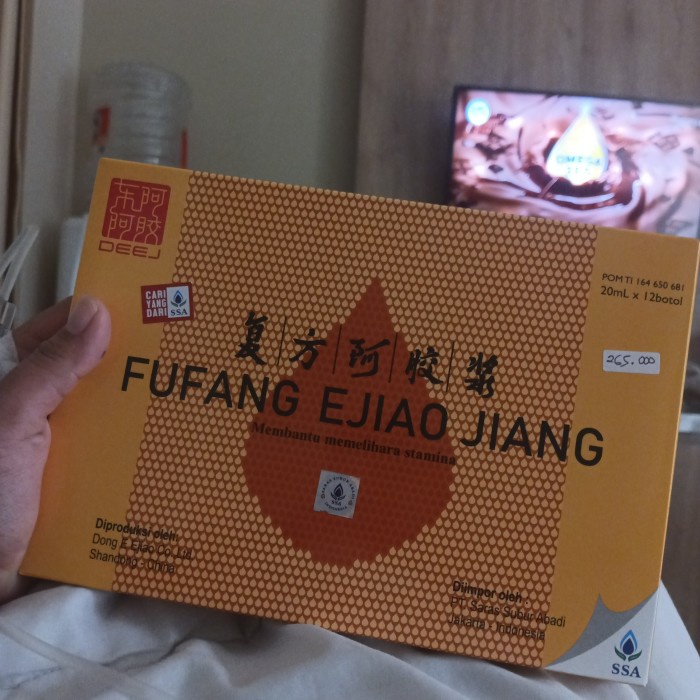 东阿
阿胶
DEEJ
CARI
YANG
DARI
SSA
POM TI 164 650 681
20mL x 12botol
265.000
复方阿胶浆
FUFANG EJIAO JIANG
Membantu memelihara stamina
SSA
Diproduksi oleh:
Dong E Ejiao Co. Ltd.
Shandong - China
Diimpor oleh :
PT. Saras Subur Abadi
Jakarta - Indonesia
SSA
OMEGA